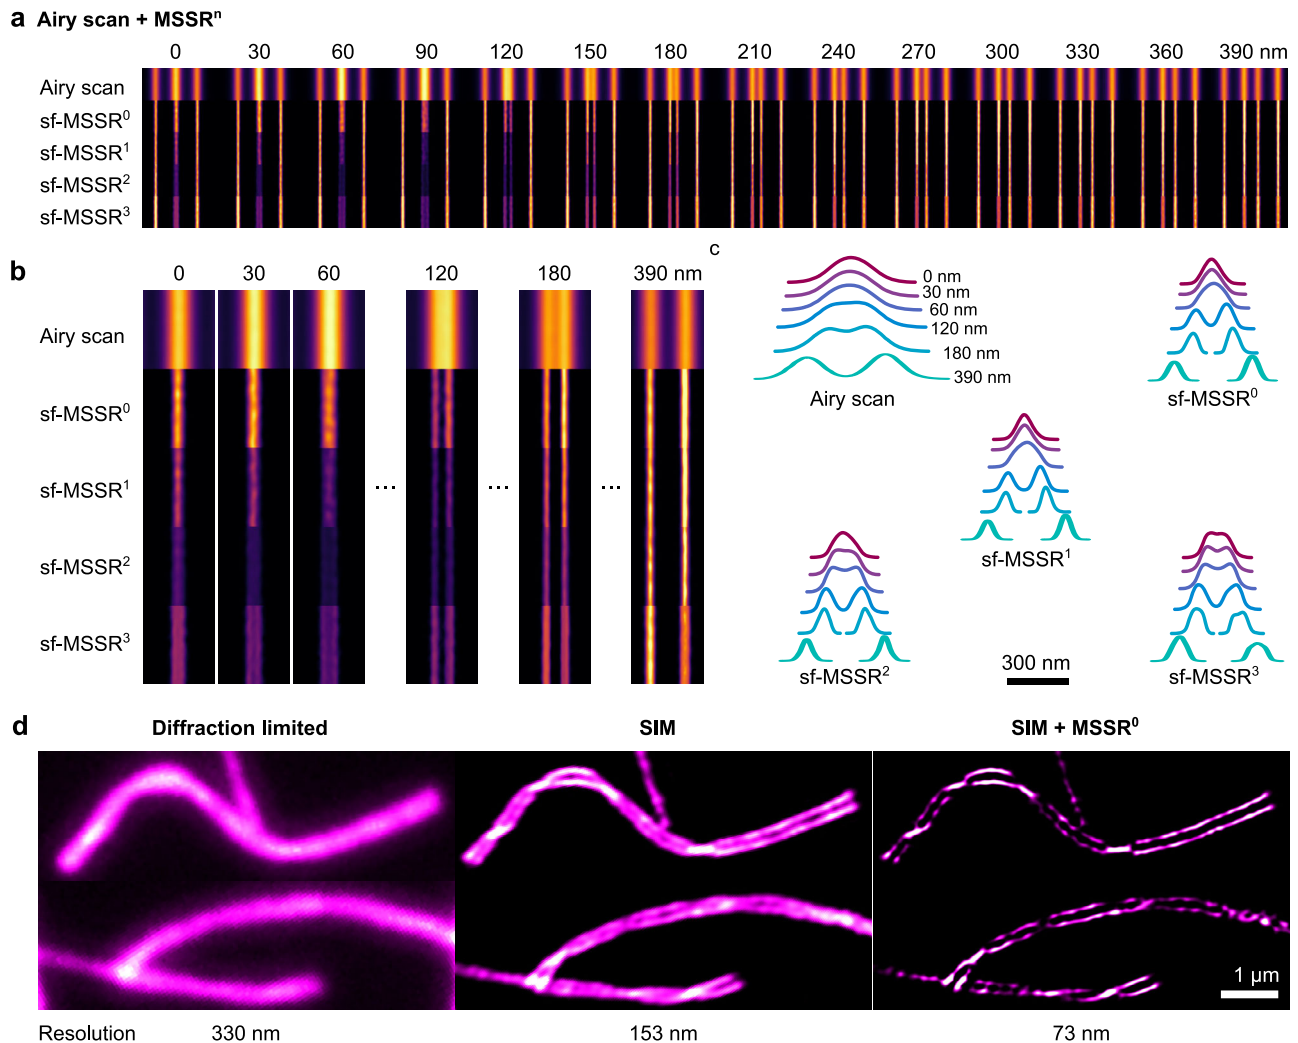 a Airy scan + MSSRⁿ
0 30 60 90 120 150 180 210 240 270 300 330 360 390 nm
Airy scan
sf-MSSR⁰
sf-MSSR¹
sf-MSSR²
sf-MSSR³
b
0 30 60 120 180 390 nm
Airy scan
sf-MSSR⁰
sf-MSSR¹
... ... ...
sf-MSSR²
sf-MSSR³
c
0 nm
30 nm
60 nm
120 nm
180 nm
390 nm
Airy scan
sf-MSSR⁰
sf-MSSR¹
sf-MSSR²
300 nm
sf-MSSR³
d
Diffraction limited SIM SIM + MSSR⁰
1 µm
Resolution 330 nm 153 nm 73 nm